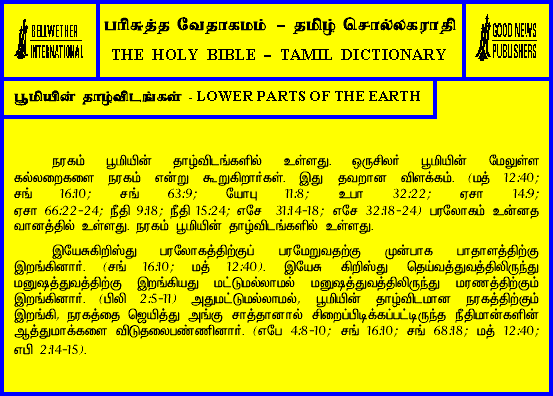 BELLWETHER
INTERNATIONAL
பரிசுத்த வேதாகமம் – தமிழ் சொல்லகராதி
THE HOLY BIBLE – TAMIL DICTIONARY
GOOD NEWS
PUBLISHERS
பூமியின் தாழ்விடங்கள் - LOWER PARTS OF THE EARTH
நரகம் பூமியின் தாழ்விடங்களில் உள்ளது. ஒருசிலர் பூமியின் மேலுள்ள
கல்லறைகளை நரகம் என்று கூறுகிறார்கள். இது தவறான விளக்கம். (மத் 12:40;
சங் 16:10; சங் 63:9; யோபு 11:8; உபா 32:22; ஏசா 14:9;
ஏசா 66:22-24; நீதி 9:18; நீதி 15:24; எசே 31:14-18; எசே 32:18-24) பரலோகம் உன்னத
வானத்தில் உள்ளது. நரகம் பூமியின் தாழ்விடங்களில் உள்ளது.
இயேசுகிறிஸ்து பரலோகத்திற்குப் பரமேறுவதற்கு முன்பாக பாதாளத்திற்கு
இறங்கினார். (சங் 16:10; மத் 12:40). இயேசு கிறிஸ்து தெய்வத்துவத்திலிருந்து
மனுஷத்துவத்திற்கு இறங்கியது மட்டுமல்லாமல் மனுஷத்துவத்திலிருந்து மரணத்திற்கும்
இறங்கினார். (பிலி 2:5-11) அதுமட்டுமல்லாமல், பூமியின் தாழ்விடமான நரகத்திற்கும்
இறங்கி, நரகத்தை ஜெயித்து அங்கு சாத்தானால் சிறைப்பிடிக்கப்பட்டிருந்த நீதிமான்களின்
ஆத்துமாக்களை விடுதலைபண்ணினார். (எபே 4:8-10; சங் 16:10; சங் 68:18; மத் 12:40;
எபி 2:14-15).